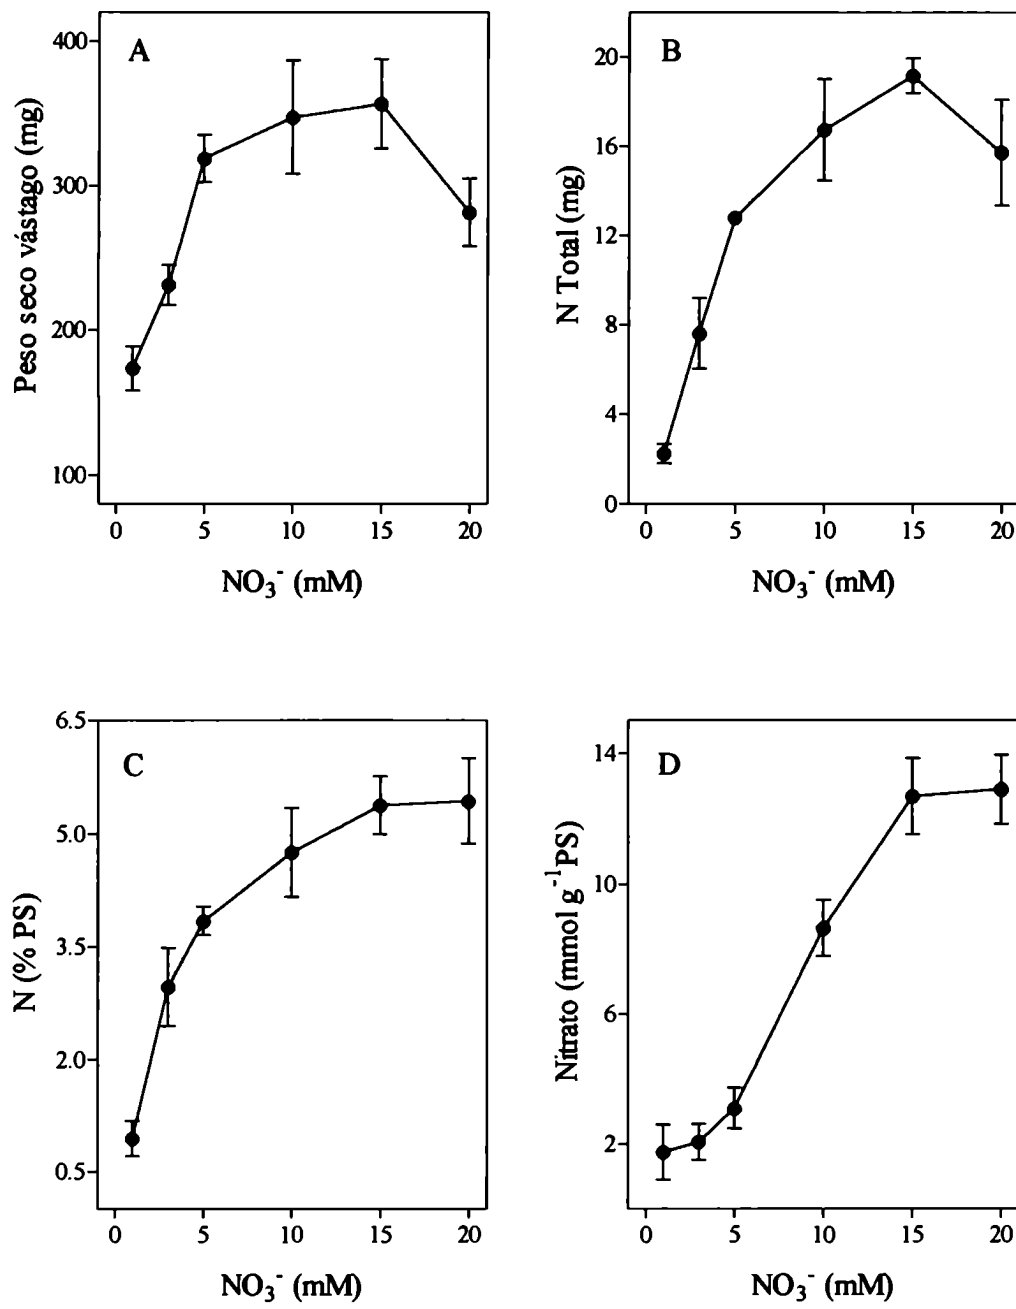 A
Peso seco vástago (mg)
400
300
200
100
0 5 10 15 20
NO₃⁻ (mM)
B
N Total (mg)
20
16
12
8
4
0
0 5 10 15 20
NO₃⁻ (mM)
C
N (% PS)
6.5
5.0
3.5
2.0
0.5
0 5 10 15 20
NO₃⁻ (mM)
D
Nitrato (mmol g⁻¹PS)
14
10
6
2
0 5 10 15 20
NO₃⁻ (mM)